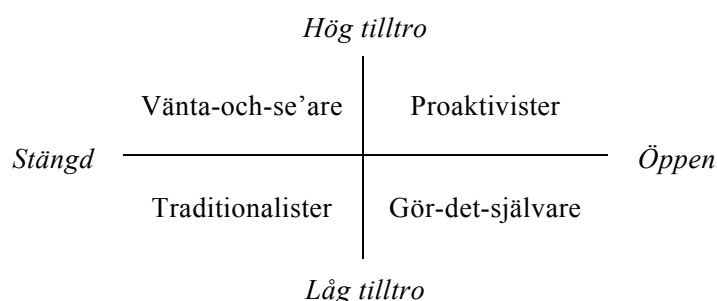 Hög tilltro
Vänta-och-se’are Proaktivister
Stängd Öppen
Traditionalister Gör-det-självare
Låg tilltro